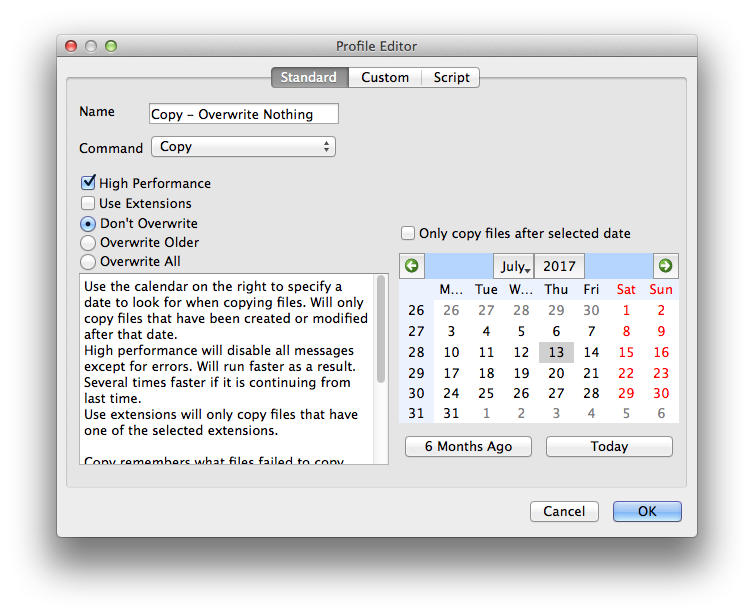 Profile Editor
Standard Custom Script
Name Copy – Overwrite Nothing
Command Copy
High Performance
Use Extensions
Don't Overwrite
Overwrite Older
Overwrite All
Use the calendar on the right to specify a
date to look for when copying files. Will only
copy files that have been created or modified
after that date.
High performance will disable all messages
except for errors. Will run faster as a result.
Several times faster if it is continuing from
last time.
Use extensions will only copy files that have
one of the selected extensions.
Copy remembers what files failed to copy
Only copy files after selected date
July 2017
M... Tue W... Thu Fri Sat Sun
26 26 27 28 29 30 1 2
27 3 4 5 6 7 8 9
28 10 11 12 13 14 15 16
29 17 18 19 20 21 22 23
30 24 25 26 27 28 29 30
31 31 1 2 3 4 5 6
6 Months Ago Today
Cancel OK